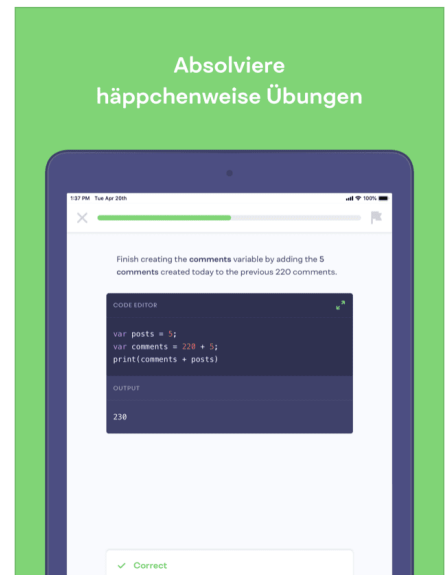 Absolviere
häppchenweise Übungen
1:37 PM Tue Apr 20th 100%
Finish creating the comments variable by adding the 5
comments created today to the previous 220 comments.
CODE EDITOR
var posts = 5;
var comments = 220 + 5;
print(comments + posts)
OUTPUT
230
Correct